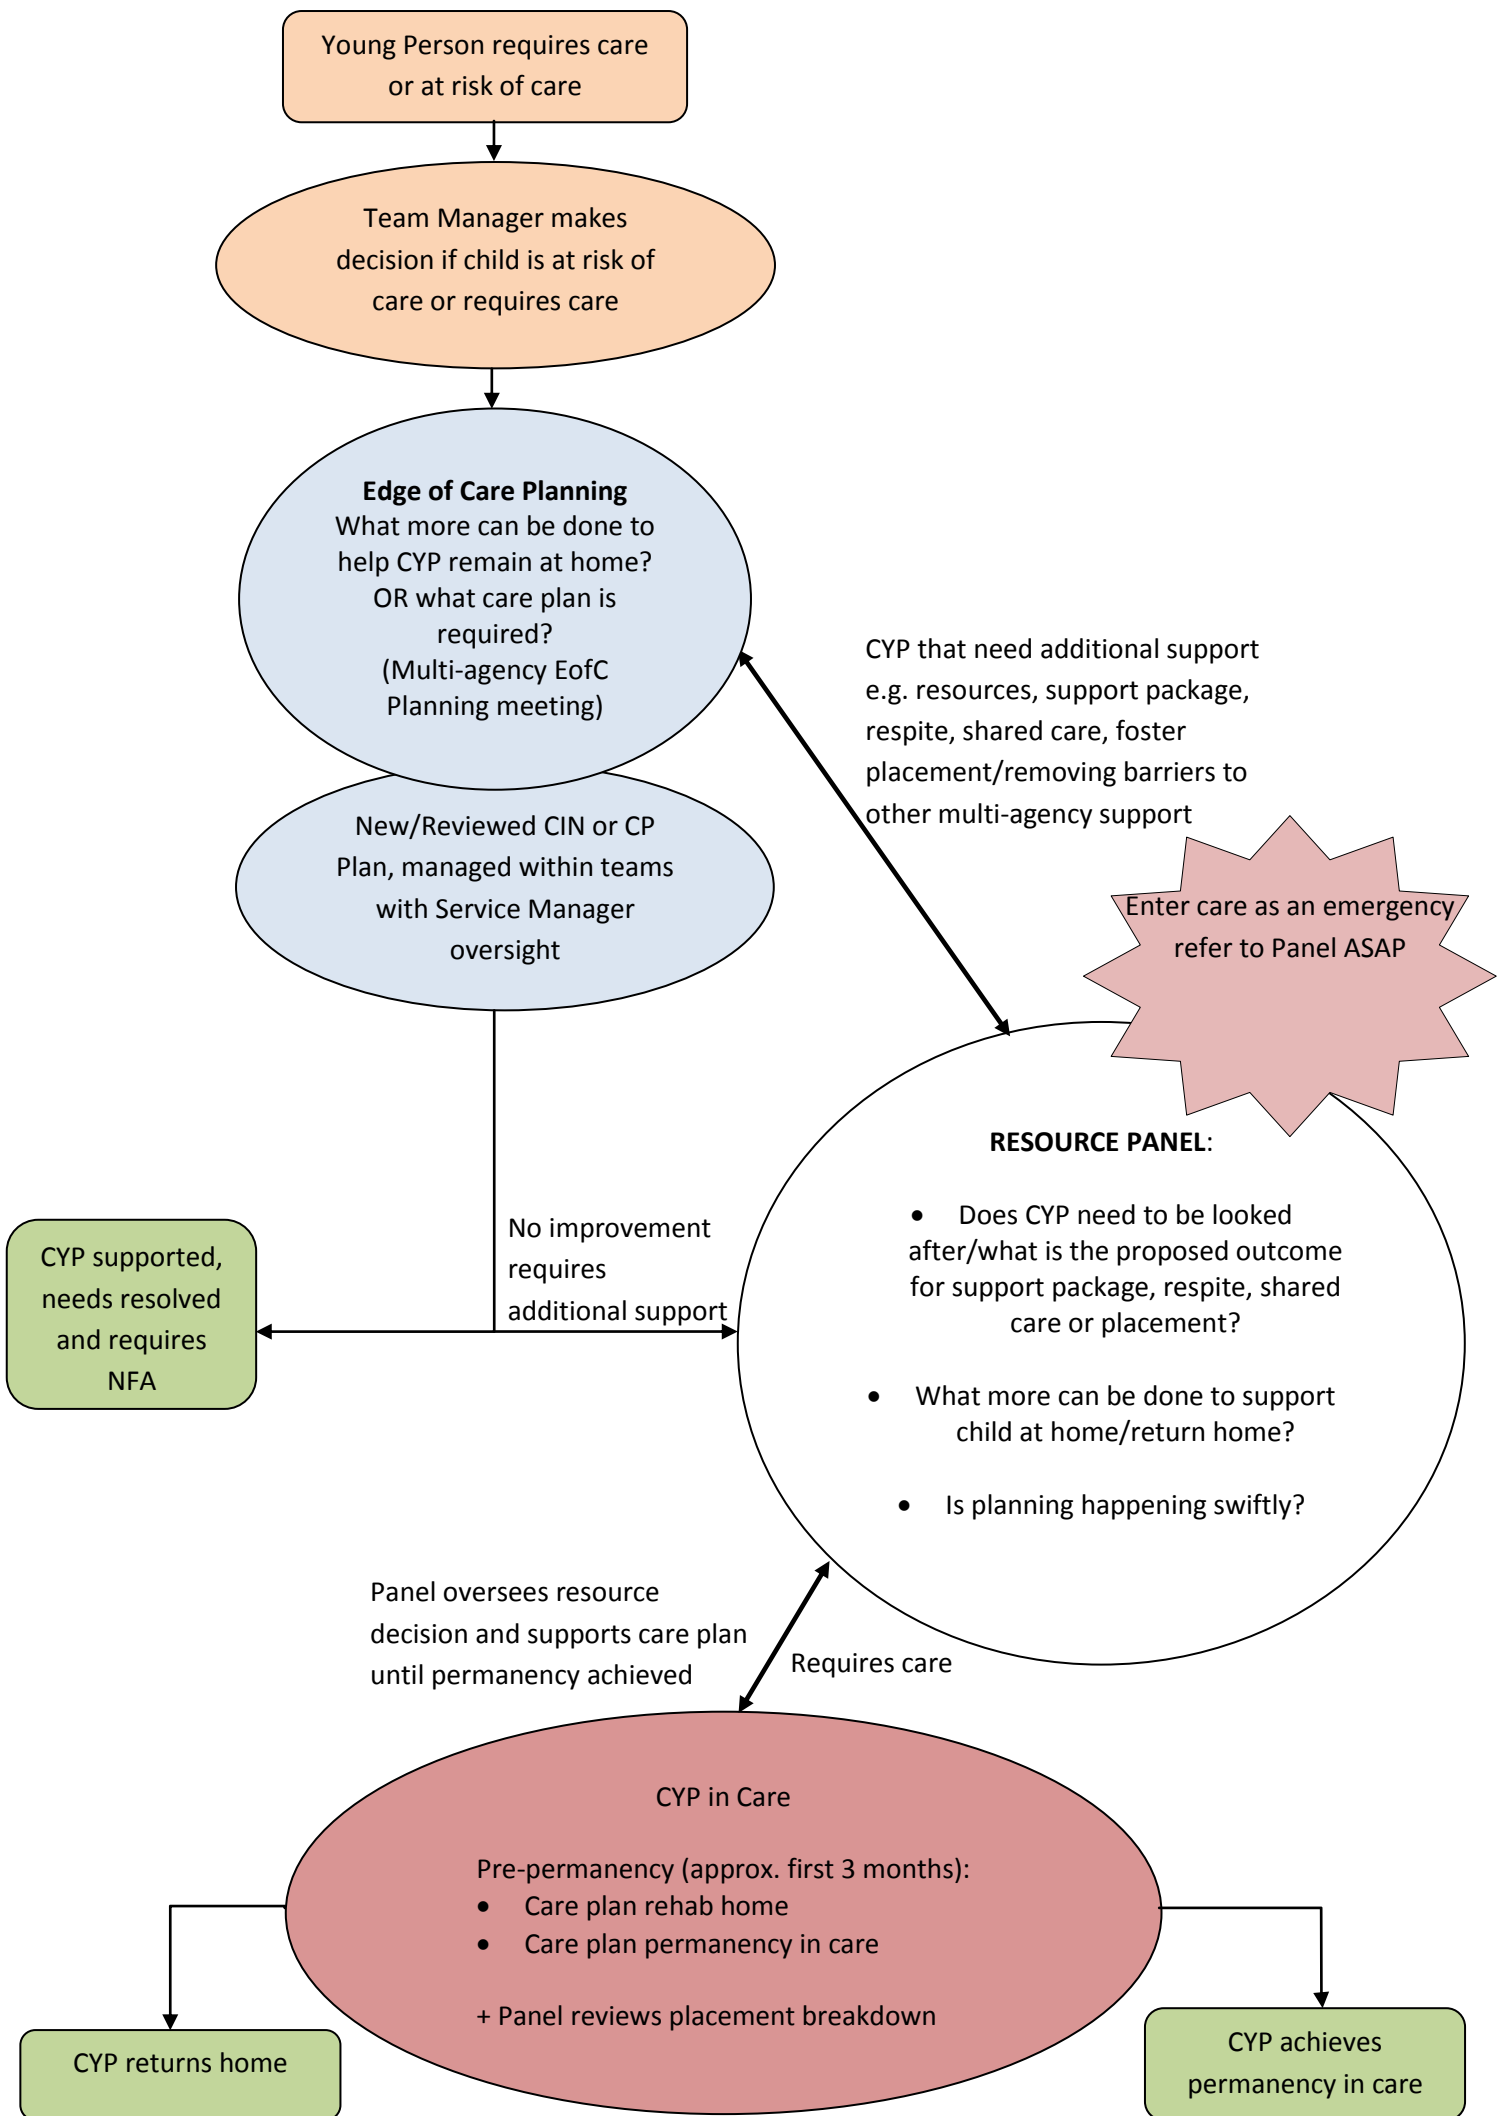 Young Person requires care
or at risk of care
Team Manager makes
decision if child is at risk of
care or requires care
Edge of Care Planning
What more can be done to
help CYP remain at home?
OR what care plan is
required?
(Multi-agency EofC
Planning meeting)
CYP that need additional support
e.g. resources, support package,
respite, shared care, foster
placement/removing barriers to
other multi-agency support
New/Reviewed CIN or CP
Plan, managed within teams
with Service Manager
oversight
Enter care as an emergency
refer to Panel ASAP
RESOURCE PANEL:
• Does CYP need to be looked
after/what is the proposed outcome
for support package, respite, shared
care or placement?
• What more can be done to support
child at home/return home?
• Is planning happening swiftly?
No improvement
requires
additional support
CYP supported,
needs resolved
and requires
NFA
Panel oversees resource
decision and supports care plan
until permanency achieved
Requires care
CYP in Care
Pre-permanency (approx. first 3 months):
• Care plan rehab home
• Care plan permanency in care
+ Panel reviews placement breakdown
CYP returns home
CYP achieves
permanency in care